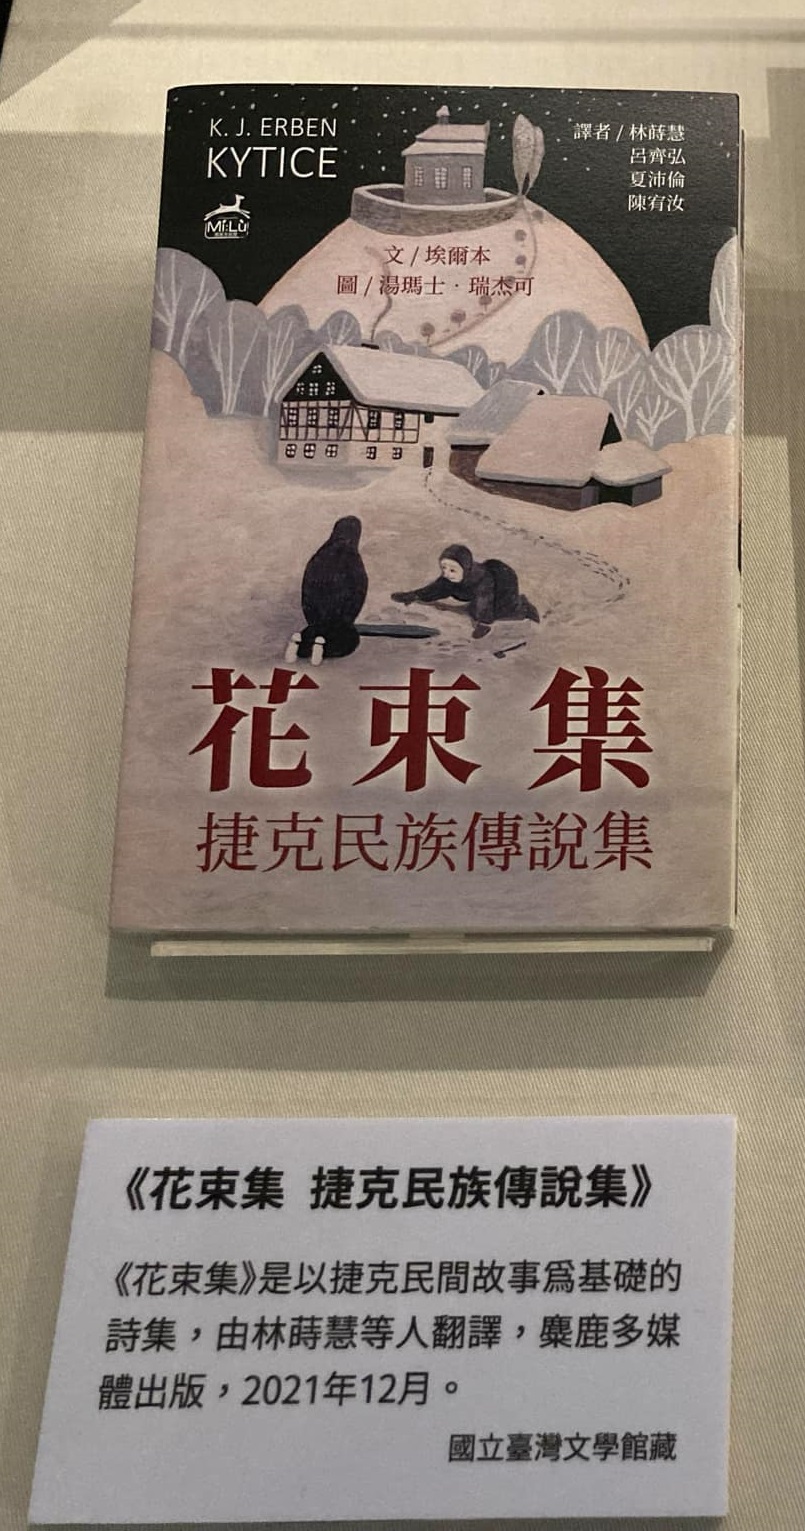 K. J. ERBEN
KYTICE
Mi:Lù
譯者 / 林蒔慧
呂齊弘
夏沛倫
陳宥汝
文 / 埃爾本
圖 / 湯瑪士・瑞杰可
花束集
捷克民族傳說集
《花束集 捷克民族傳說集》
《花束集》是以捷克民間故事爲基礎的
詩集，由林蒔慧等人翻譯，麋鹿多媒
體出版，2021年12月。
國立臺灣文學館藏